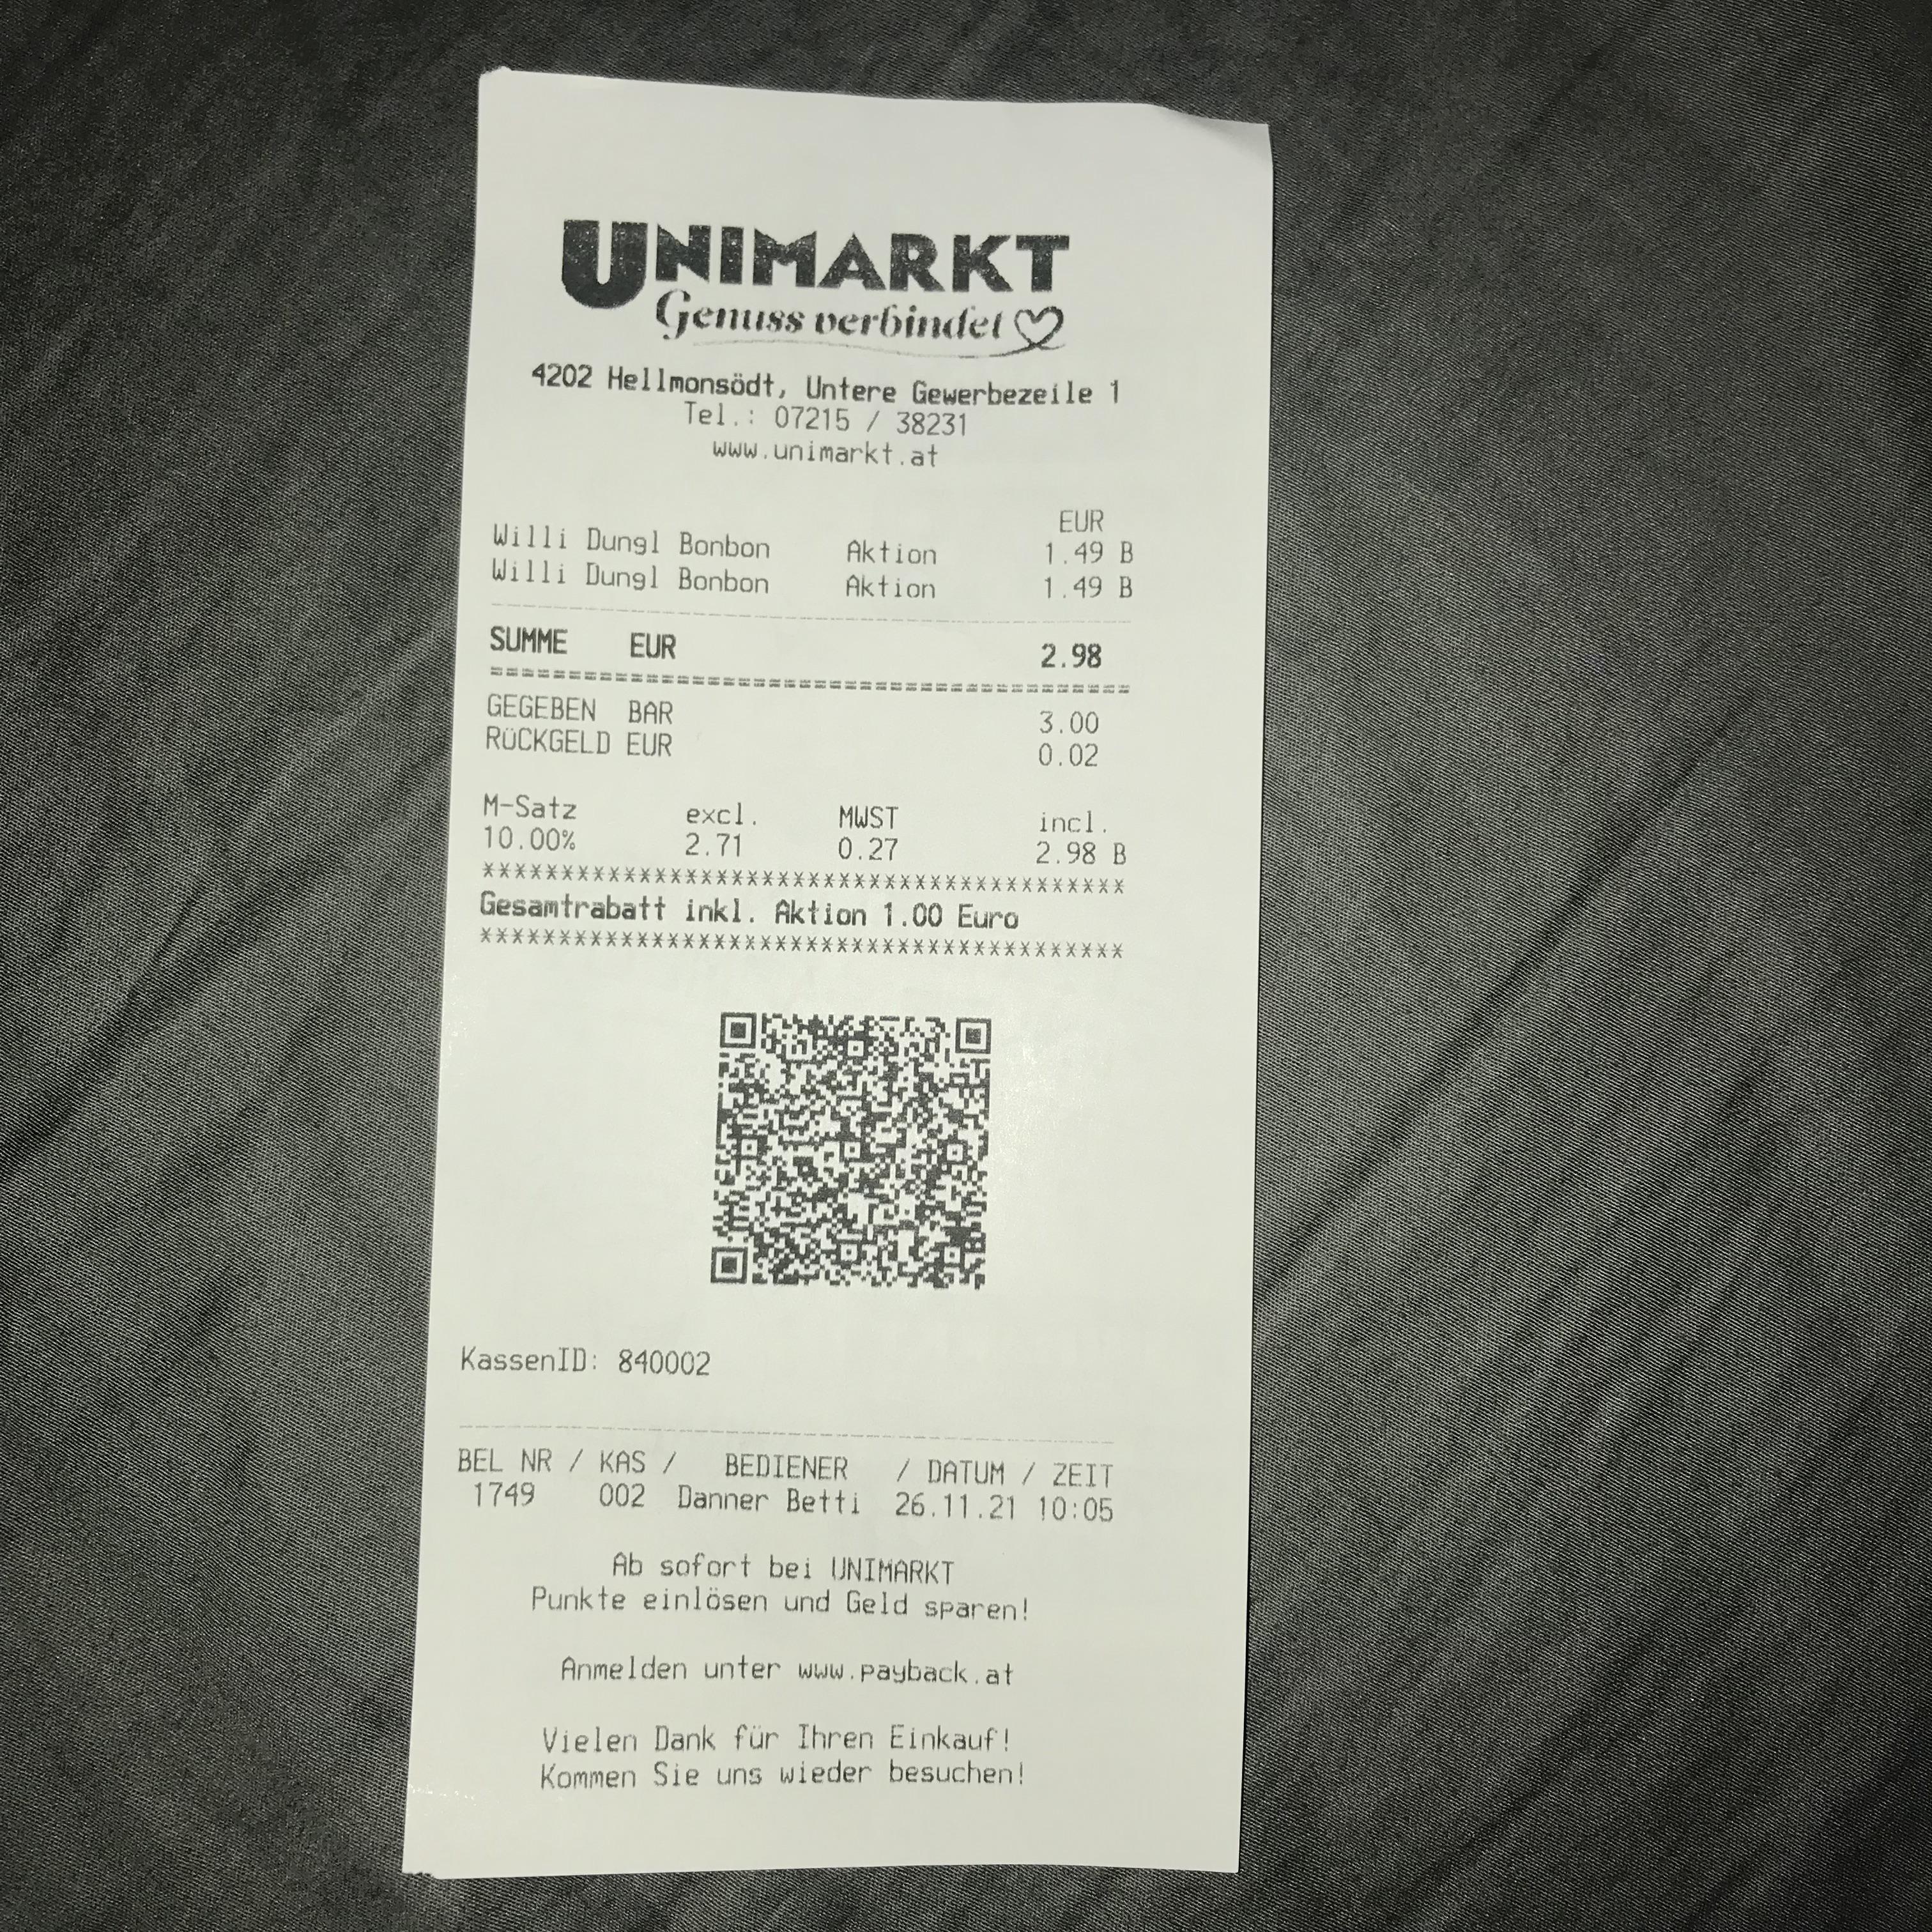 UNIMARKT
Genuss verbindet
4202 Hellmonsödt, Untere Gewerbezeile 1
Tel.: 07215 / 38231
www.unimarkt.at
EUR
Willi Dungl Bonbon Aktion 1.49 B
Willi Dungl Bonbon Aktion 1.49 B
SUMME EUR 2.98
GEGEBEN BAR 3.00
RÜCKGELD EUR 0.02
M-Satz excl. MWST incl.
10.00% 2.71 0.27 2.98 B
*****************************************
Gesamtrabatt inkl. Aktion 1.00 Euro
*****************************************
KassenID: 840002
BEL NR / KAS / BEDIENER / DATUM / ZEIT
1749 002 Danner Betti 26.11.21 10:05
Ab sofort bei UNIMARKT
Punkte einlösen und Geld sparen!
Anmelden unter www.payback.at
Vielen Dank für Ihren Einkauf!
Kommen Sie uns wieder besuchen!